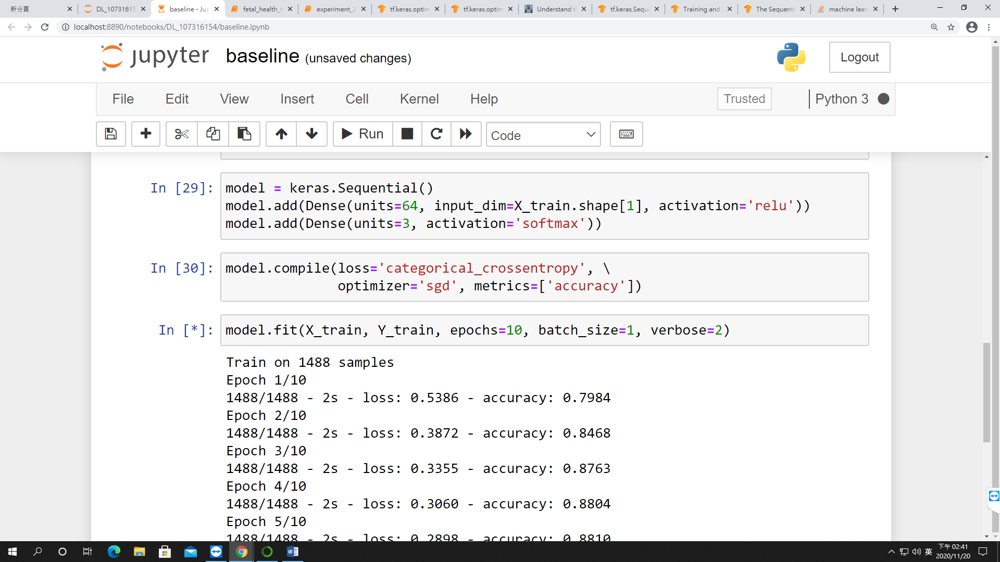 新分頁
DL_10731615
baseline - Jup
fetal_health_t
experiment_2
tf.keras.optim
tf.keras.optim
Understand t
tf.keras.Sequ
Training and
The Sequenti
machine lear
localhost:8890/notebooks/DL_107316154/baseline.ipynb
jupyter baseline (unsaved changes)
Logout
File Edit View Insert Cell Kernel Help Trusted Python 3
Run Code
In [29]: model = keras.Sequential()
model.add(Dense(units=64, input_dim=X_train.shape[1], activation='relu'))
model.add(Dense(units=3, activation='softmax'))
In [30]: model.compile(loss='categorical_crossentropy', \
optimizer='sgd', metrics=['accuracy'])
In [*]: model.fit(X_train, Y_train, epochs=10, batch_size=1, verbose=2)
Train on 1488 samples
Epoch 1/10
1488/1488 - 2s - loss: 0.5386 - accuracy: 0.7984
Epoch 2/10
1488/1488 - 2s - loss: 0.3872 - accuracy: 0.8468
Epoch 3/10
1488/1488 - 2s - loss: 0.3355 - accuracy: 0.8763
Epoch 4/10
1488/1488 - 2s - loss: 0.3060 - accuracy: 0.8804
Epoch 5/10
1488/1488 - 2s - loss: 0.2898 - accuracy: 0.8810
英
下午 02:41
2020/11/20